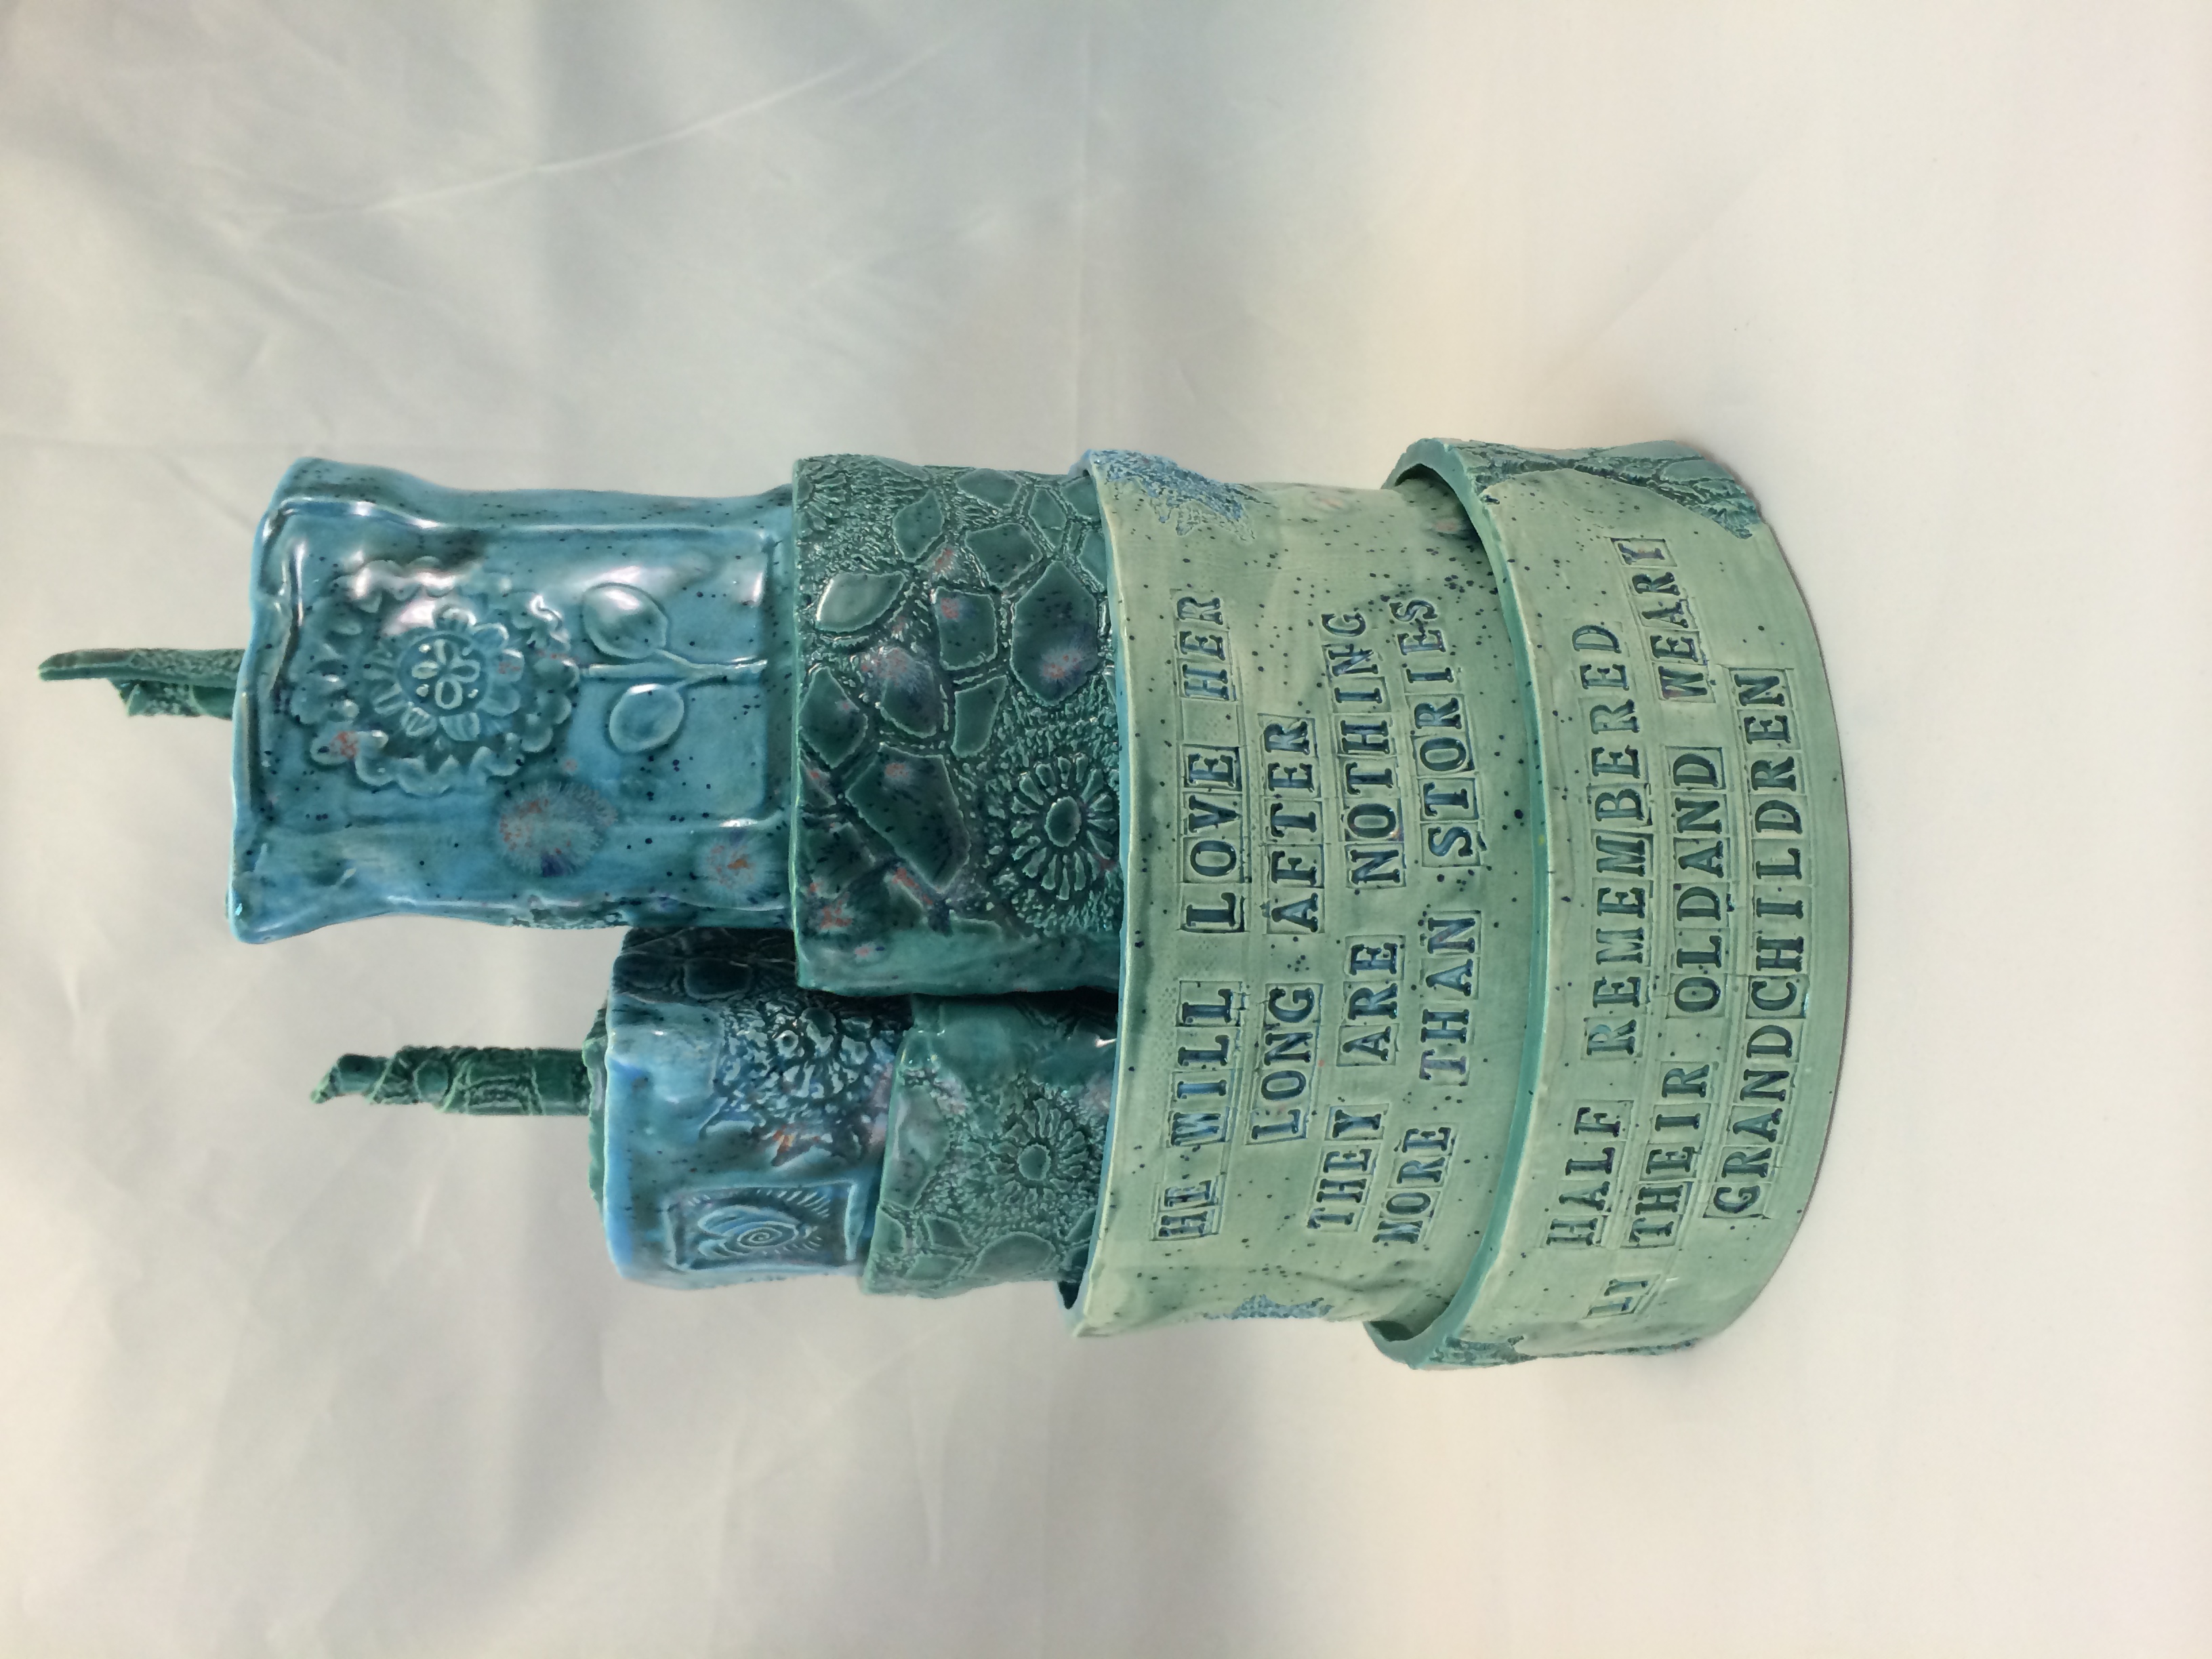 HE WILL LOVE HER
LONG AFTER
THEY ARE NOTHING
MORE THAN STORIES
HALF REMEMBERED
BY THEIR OLDAND WEARY
GRANDCHILDREN